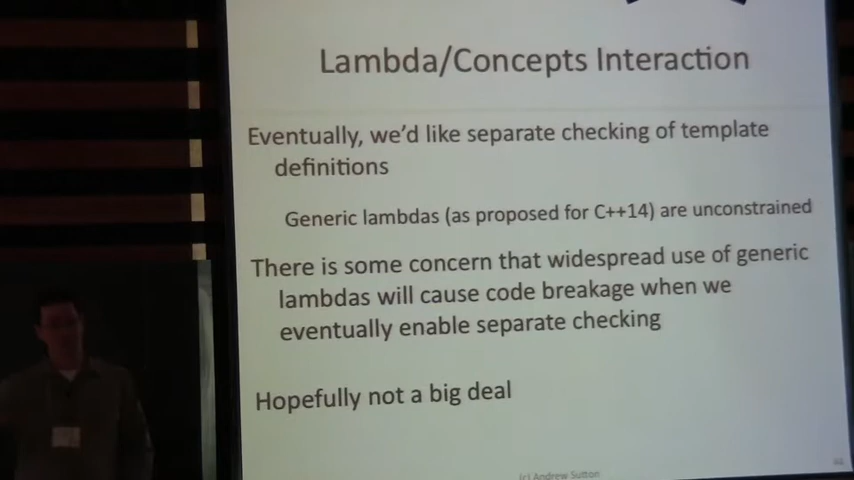 Lambda/Concepts Interaction
Eventually, we'd like separate checking of template
definitions
Generic lambdas (as proposed for C++14) are unconstrained
There is some concern that widespread use of generic
lambdas will cause code breakage when we
eventually enable separate checking
Hopefully not a big deal
(c) Andrew Sutton